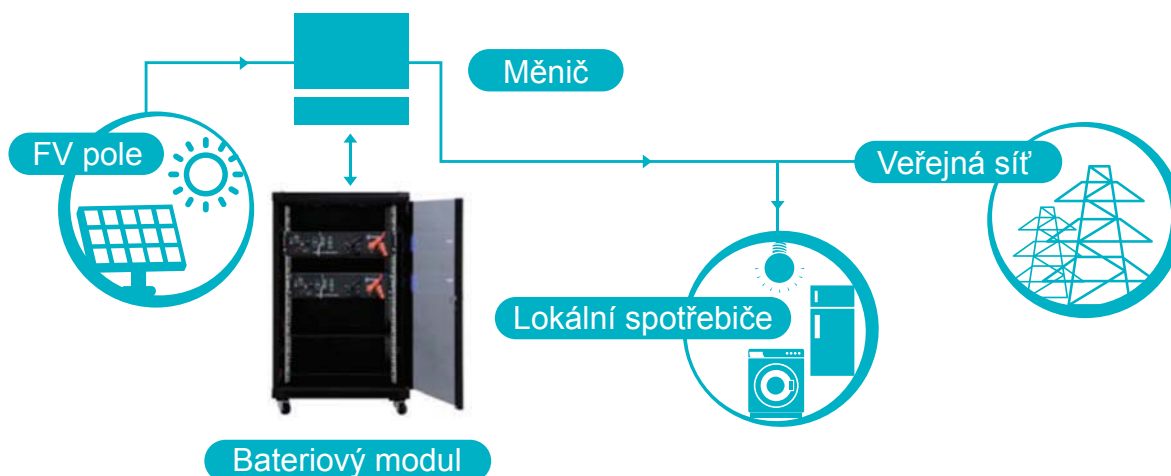 Měnič
FV pole
Veřejná síť
Lokální spotřebiče
Bateriový modul